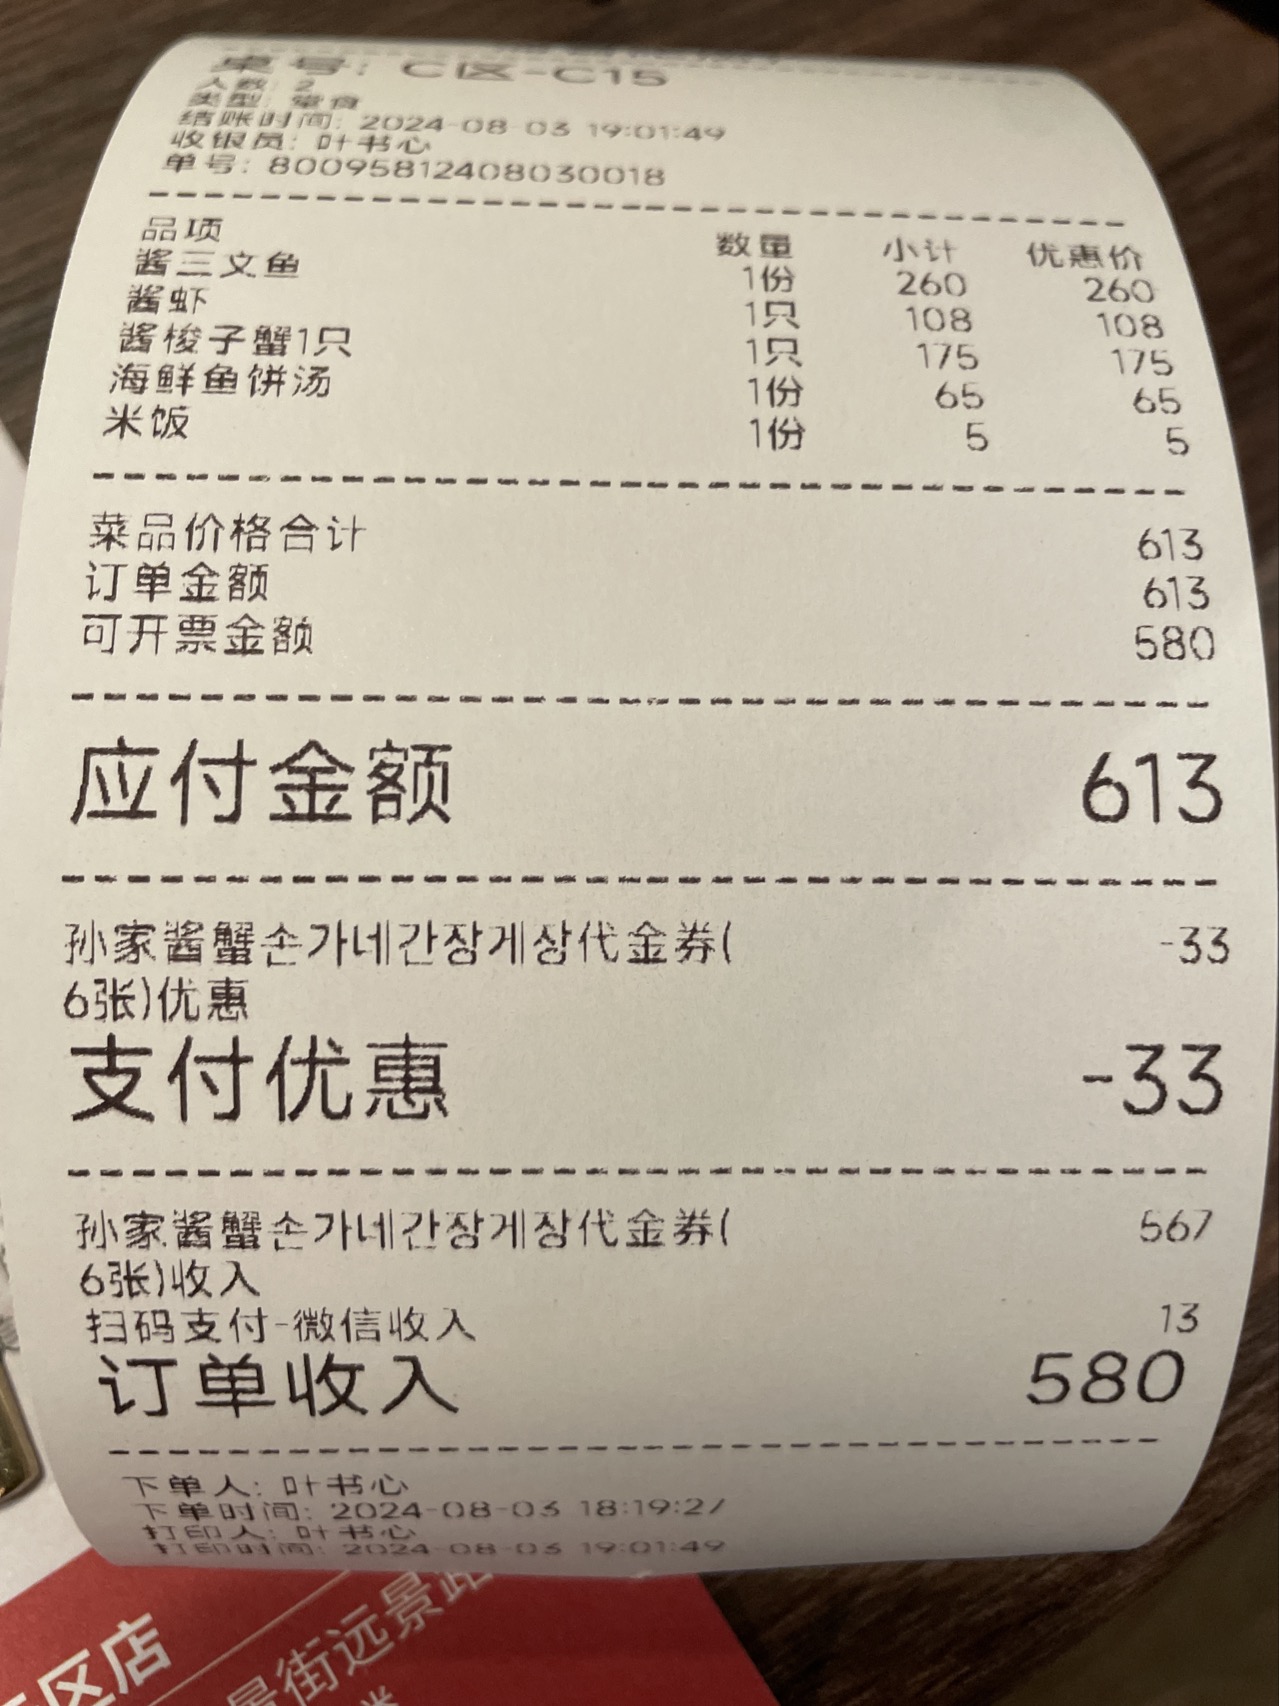 桌号: C区-C15
人数: 2
类型: 堂食
结账时间: 2024-08-03 19:01:49
收银员: 叶书心
单号: 80095812408030018
品项 数量 小计 优惠价
酱三文鱼 1份 260 260
酱虾 1只 108 108
酱梭子蟹1只 1只 175 175
海鲜鱼饼汤 1份 65 65
米饭 1份 5 5
菜品价格合计 613
订单金额 613
可开票金额 580
应付金额 613
孙家酱蟹손가네간장게장代金券( -33
6张)优惠
支付优惠 -33
孙家酱蟹손가네간장게장代金券( 567
6张)收入
扫码支付-微信收入 13
订单收入 580
下单人: 叶书心
下单时间: 2024-08-03 18:19:27
打印人: 叶书心
打印时间: 2024-08-03 19:01:49
区店
景街远景路